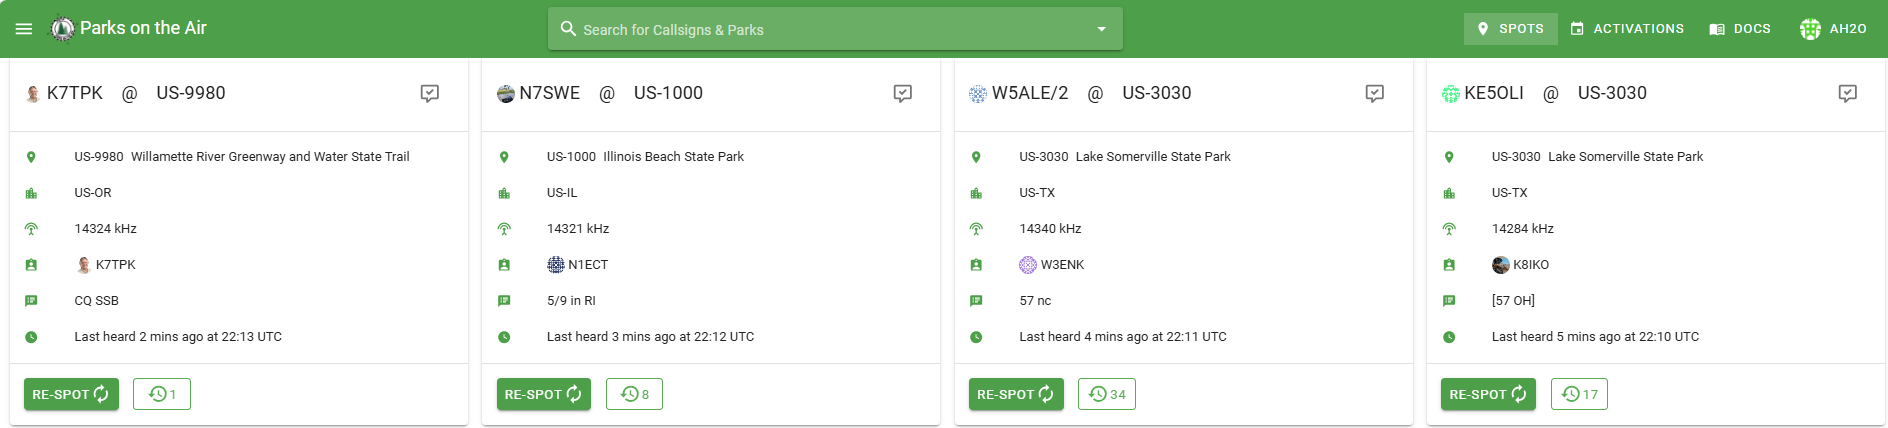 Parks on the Air
Search for Callsigns & Parks
SPOTS
ACTIVATIONS
DOCS
AH2O
K7TPK @ US-9980
US-9980 Willamette River Greenway and Water State Trail
US-OR
14324 kHz
K7TPK
CQ SSB
Last heard 2 mins ago at 22:13 UTC
RE-SPOT 1
N7SWE @ US-1000
US-1000 Illinois Beach State Park
US-IL
14321 kHz
N1ECT
5/9 in RI
Last heard 3 mins ago at 22:12 UTC
RE-SPOT 8
W5ALE/2 @ US-3030
US-3030 Lake Somerville State Park
US-TX
14340 kHz
W3ENK
57 nc
Last heard 4 mins ago at 22:11 UTC
RE-SPOT 34
KE5OLI @ US-3030
US-3030 Lake Somerville State Park
US-TX
14284 kHz
K8IKO
[57 OH]
Last heard 5 mins ago at 22:10 UTC
RE-SPOT 17